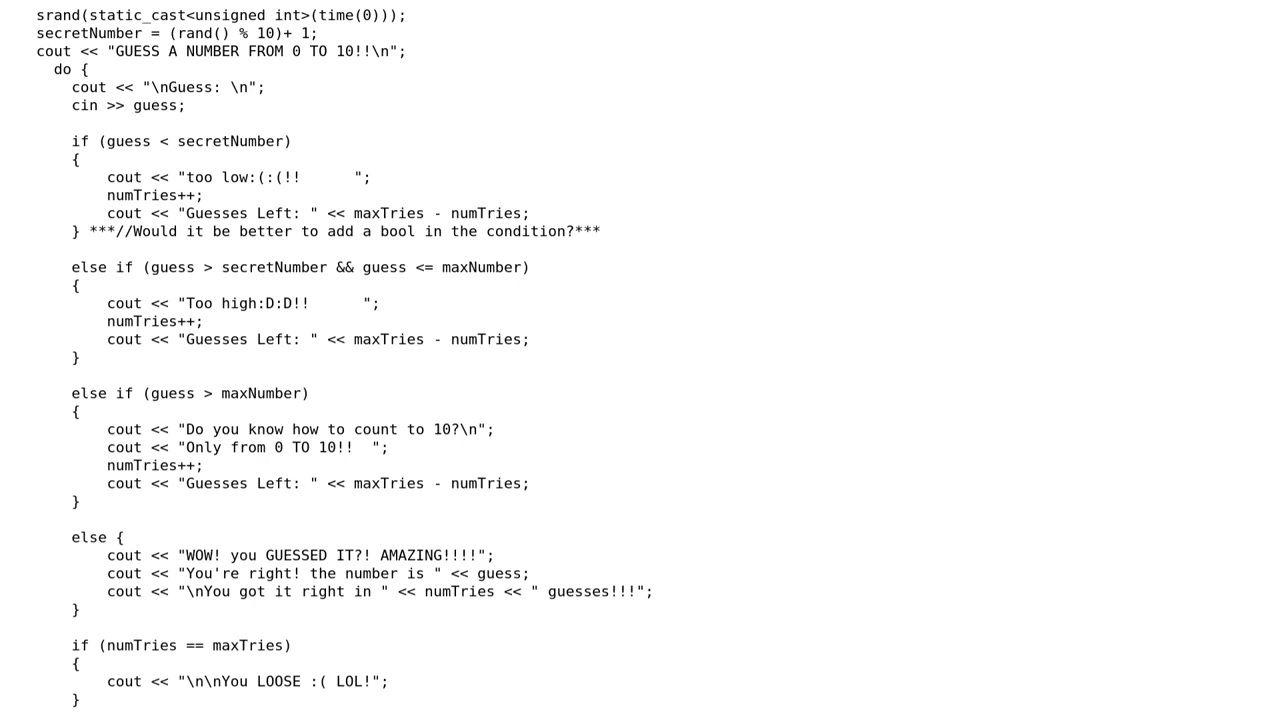 srand(static_cast<unsigned int>(time(0)));
secretNumber = (rand() % 10)+ 1;
cout << "GUESS A NUMBER FROM 0 TO 10!!\n";
  do {
    cout << "\nGuess: \n";
    cin >> guess;

    if (guess < secretNumber)
    {
        cout << "too low:(:(!!      ";
        numTries++;
        cout << "Guesses Left: " << maxTries - numTries;
    } ***//Would it be better to add a bool in the condition?***

    else if (guess > secretNumber && guess <= maxNumber)
    {
        cout << "Too high:D:D!!      ";
        numTries++;
        cout << "Guesses Left: " << maxTries - numTries;
    }

    else if (guess > maxNumber)
    {
        cout << "Do you know how to count to 10?\n";
        cout << "Only from 0 TO 10!!  ";
        numTries++;
        cout << "Guesses Left: " << maxTries - numTries;
    }

    else {
        cout << "WOW! you GUESSED IT?! AMAZING!!!!";
        cout << "You're right! the number is " << guess;
        cout << "\nYou got it right in " << numTries << " guesses!!!";
    }

    if (numTries == maxTries)
    {
        cout << "\n\nYou LOOSE :( LOL!";
    }